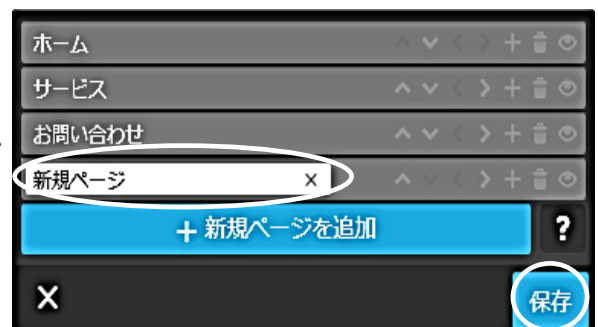 ホーム
サービス
お問い合わせ
新規ページ X
+ 新規ページを追加 ?
X 保存